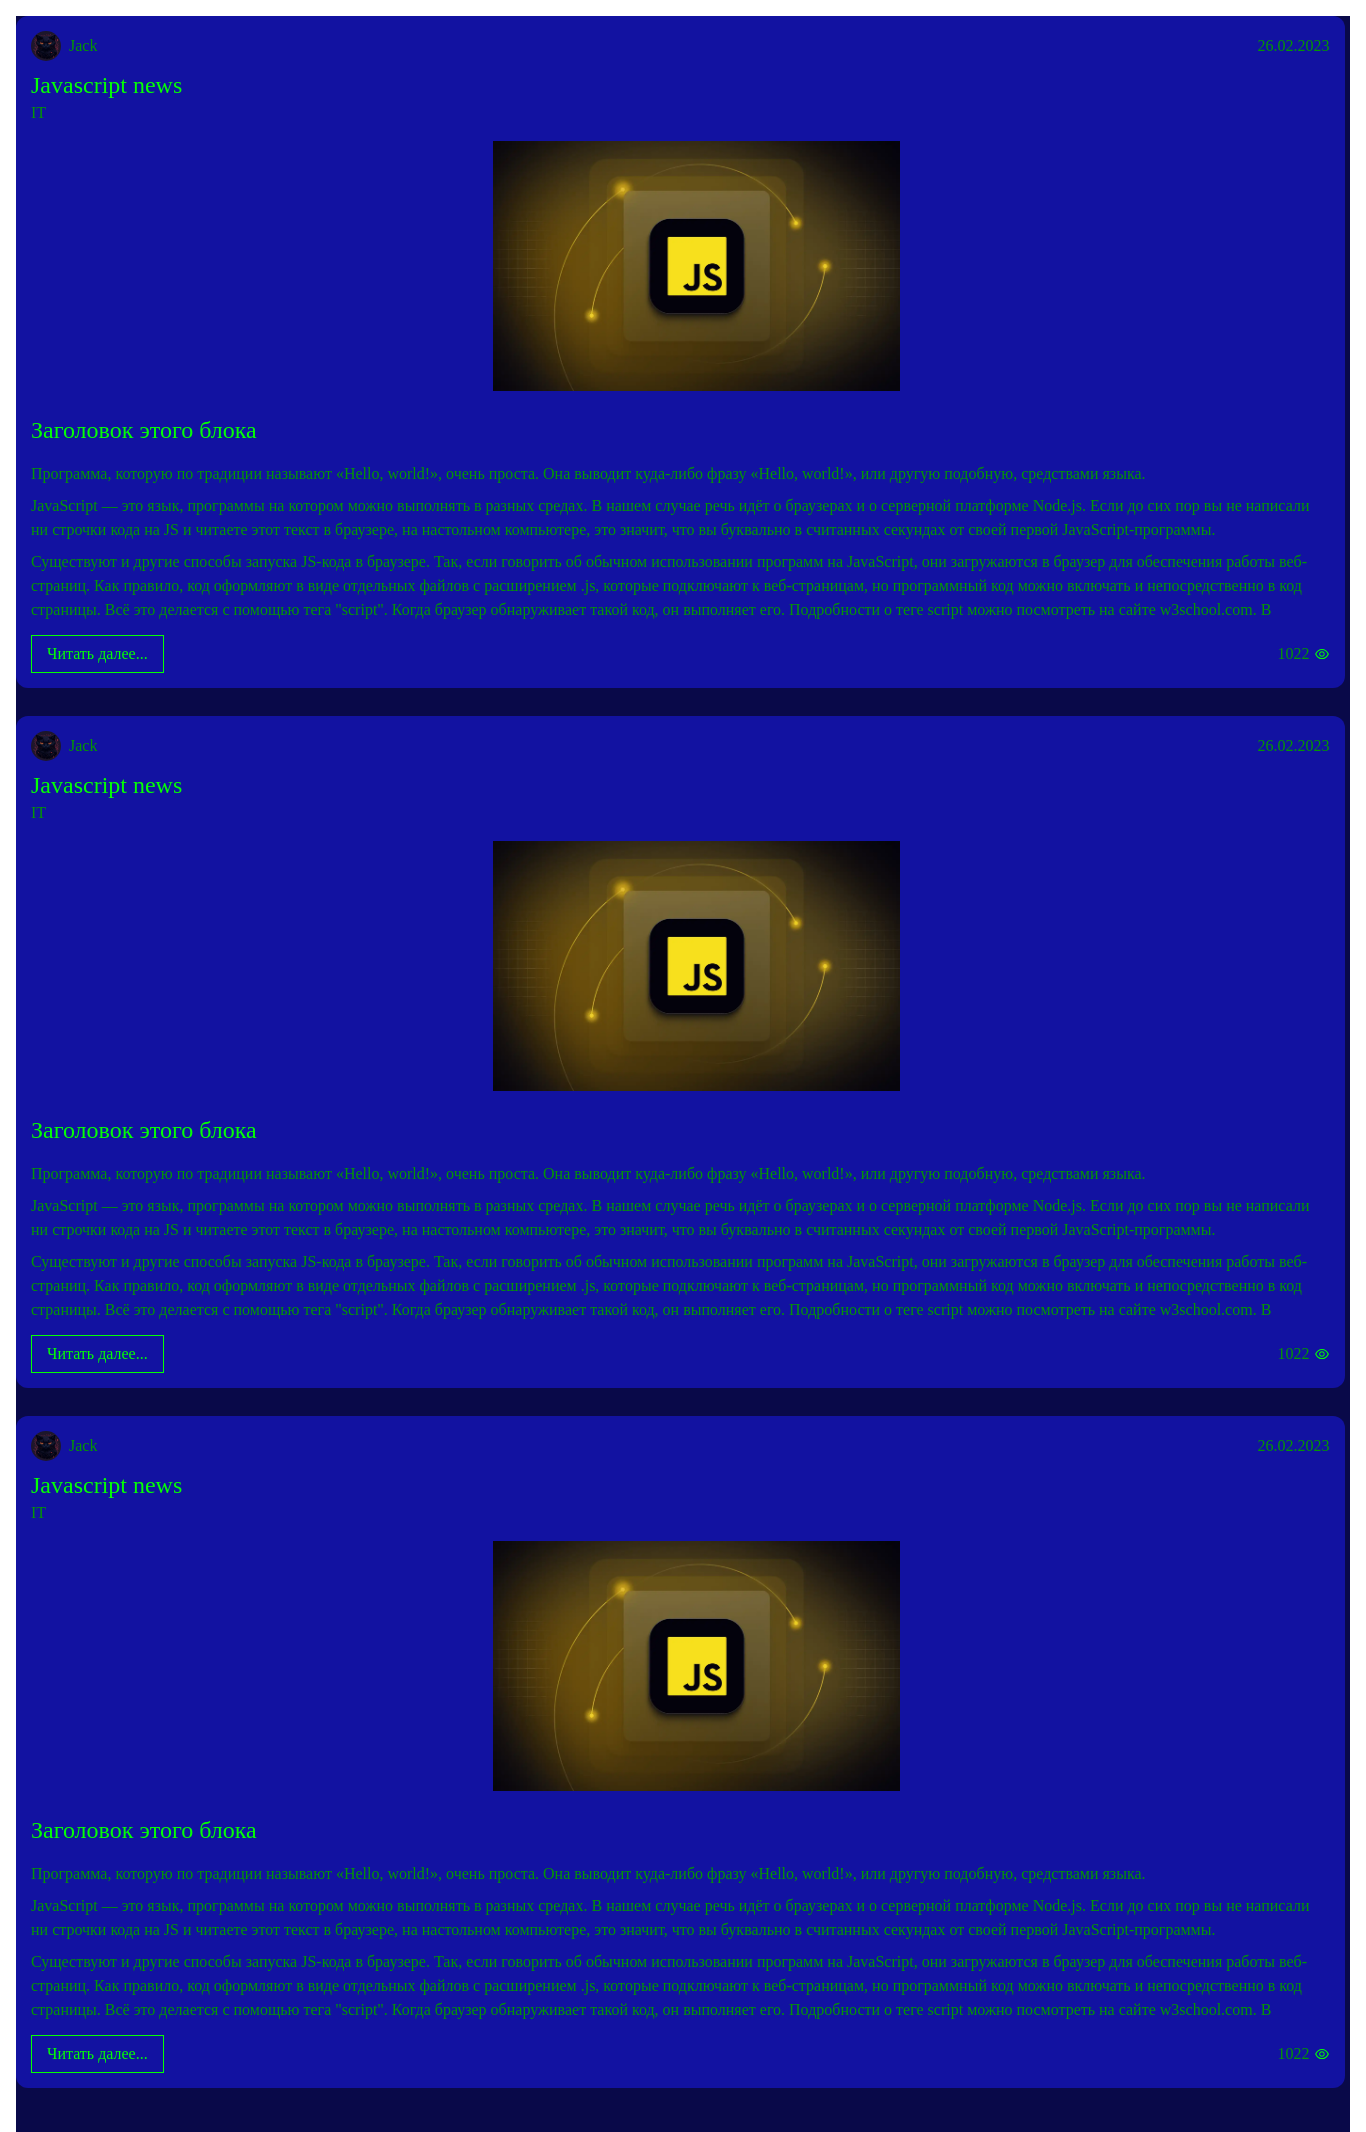 Jack 26.02.2023
Javascript news
IT
JS
Заголовок этого блока
Программа, которую по традиции называют «Hello, world!», очень проста. Она выводит куда-либо фразу «Hello, world!», или другую подобную, средствами языка.
JavaScript — это язык, программы на котором можно выполнять в разных средах. В нашем случае речь идёт о браузерах и о серверной платформе Node.js. Если до сих пор вы не написали
ни строчки кода на JS и читаете этот текст в браузере, на настольном компьютере, это значит, что вы буквально в считанных секундах от своей первой JavaScript-программы.
Существуют и другие способы запуска JS-кода в браузере. Так, если говорить об обычном использовании программ на JavaScript, они загружаются в браузер для обеспечения работы веб-
страниц. Как правило, код оформляют в виде отдельных файлов с расширением .js, которые подключают к веб-страницам, но программный код можно включать и непосредственно в код
страницы. Всё это делается с помощью тега "script". Когда браузер обнаруживает такой код, он выполняет его. Подробности о теге script можно посмотреть на сайте w3school.com. В
Читать далее... 1022
Jack 26.02.2023
Javascript news
IT
JS
Заголовок этого блока
Программа, которую по традиции называют «Hello, world!», очень проста. Она выводит куда-либо фразу «Hello, world!», или другую подобную, средствами языка.
JavaScript — это язык, программы на котором можно выполнять в разных средах. В нашем случае речь идёт о браузерах и о серверной платформе Node.js. Если до сих пор вы не написали
ни строчки кода на JS и читаете этот текст в браузере, на настольном компьютере, это значит, что вы буквально в считанных секундах от своей первой JavaScript-программы.
Существуют и другие способы запуска JS-кода в браузере. Так, если говорить об обычном использовании программ на JavaScript, они загружаются в браузер для обеспечения работы веб-
страниц. Как правило, код оформляют в виде отдельных файлов с расширением .js, которые подключают к веб-страницам, но программный код можно включать и непосредственно в код
страницы. Всё это делается с помощью тега "script". Когда браузер обнаруживает такой код, он выполняет его. Подробности о теге script можно посмотреть на сайте w3school.com. В
Читать далее... 1022
Jack 26.02.2023
Javascript news
IT
JS
Заголовок этого блока
Программа, которую по традиции называют «Hello, world!», очень проста. Она выводит куда-либо фразу «Hello, world!», или другую подобную, средствами языка.
JavaScript — это язык, программы на котором можно выполнять в разных средах. В нашем случае речь идёт о браузерах и о серверной платформе Node.js. Если до сих пор вы не написали
ни строчки кода на JS и читаете этот текст в браузере, на настольном компьютере, это значит, что вы буквально в считанных секундах от своей первой JavaScript-программы.
Существуют и другие способы запуска JS-кода в браузере. Так, если говорить об обычном использовании программ на JavaScript, они загружаются в браузер для обеспечения работы веб-
страниц. Как правило, код оформляют в виде отдельных файлов с расширением .js, которые подключают к веб-страницам, но программный код можно включать и непосредственно в код
страницы. Всё это делается с помощью тега "script". Когда браузер обнаруживает такой код, он выполняет его. Подробности о теге script можно посмотреть на сайте w3school.com. В
Читать далее... 1022